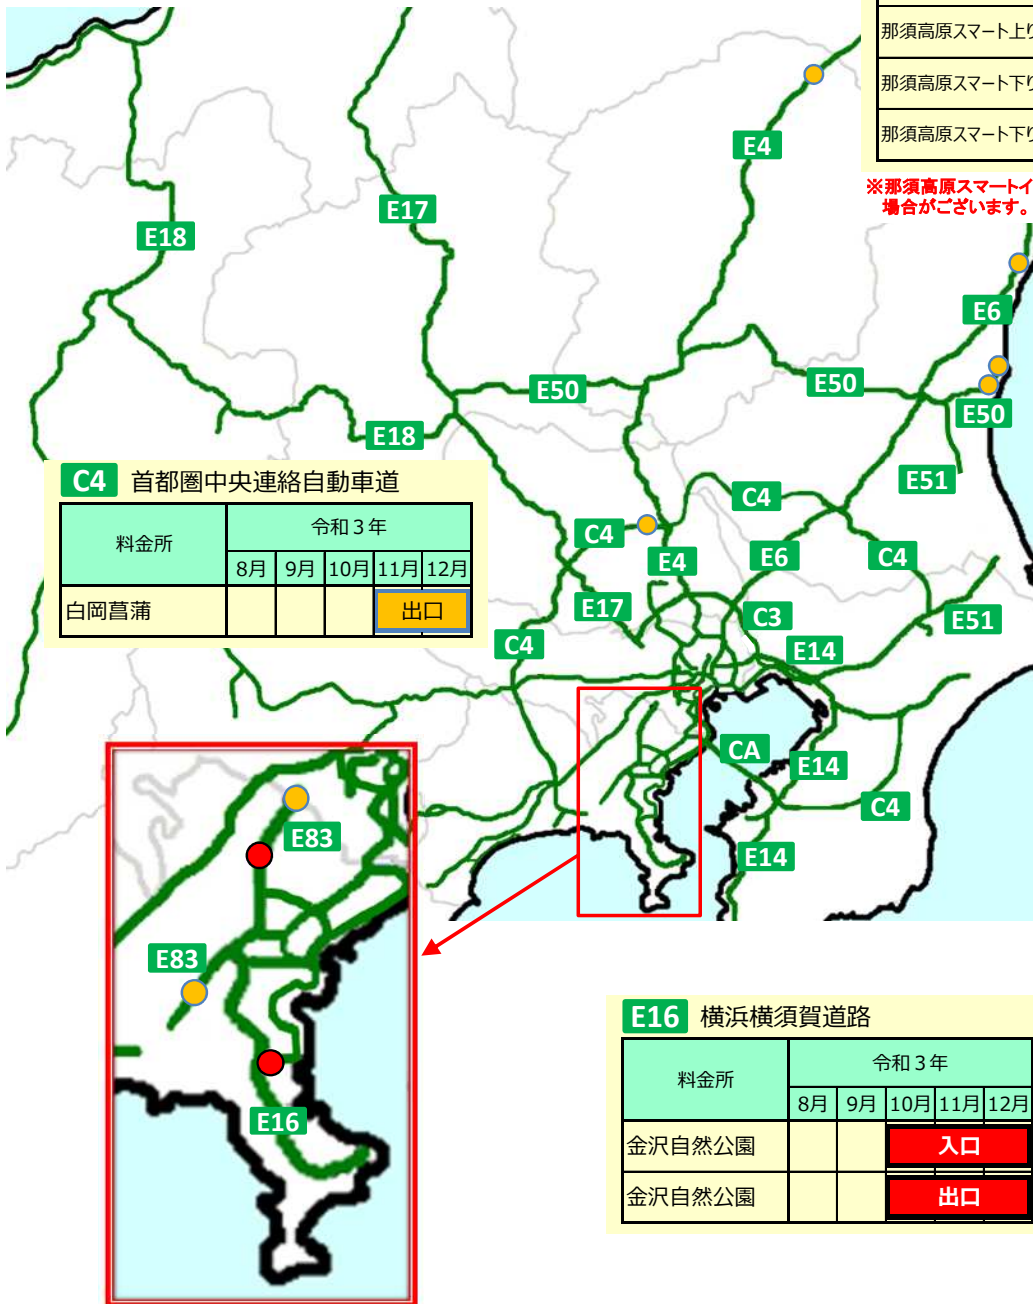 那須高原スマート上り
那須高原スマート下り
那須高原スマート下り
※那須高原スマートイ
場合がございます。
E4
E17
E18
E6
E50
E50
E50
E18
E51
C4
C4
E4
E6
C4
E17
C3
E51
C4
E14
CA
E14
C4
E14
C4 首都圏中央連絡自動車道
料金所 令和3年
8月 9月 10月 11月 12月
白岡菖蒲 出口
E83
E83
E16
E16 横浜横須賀道路
料金所 令和3年
8月 9月 10月 11月 12月
金沢自然公園 入口
金沢自然公園 出口